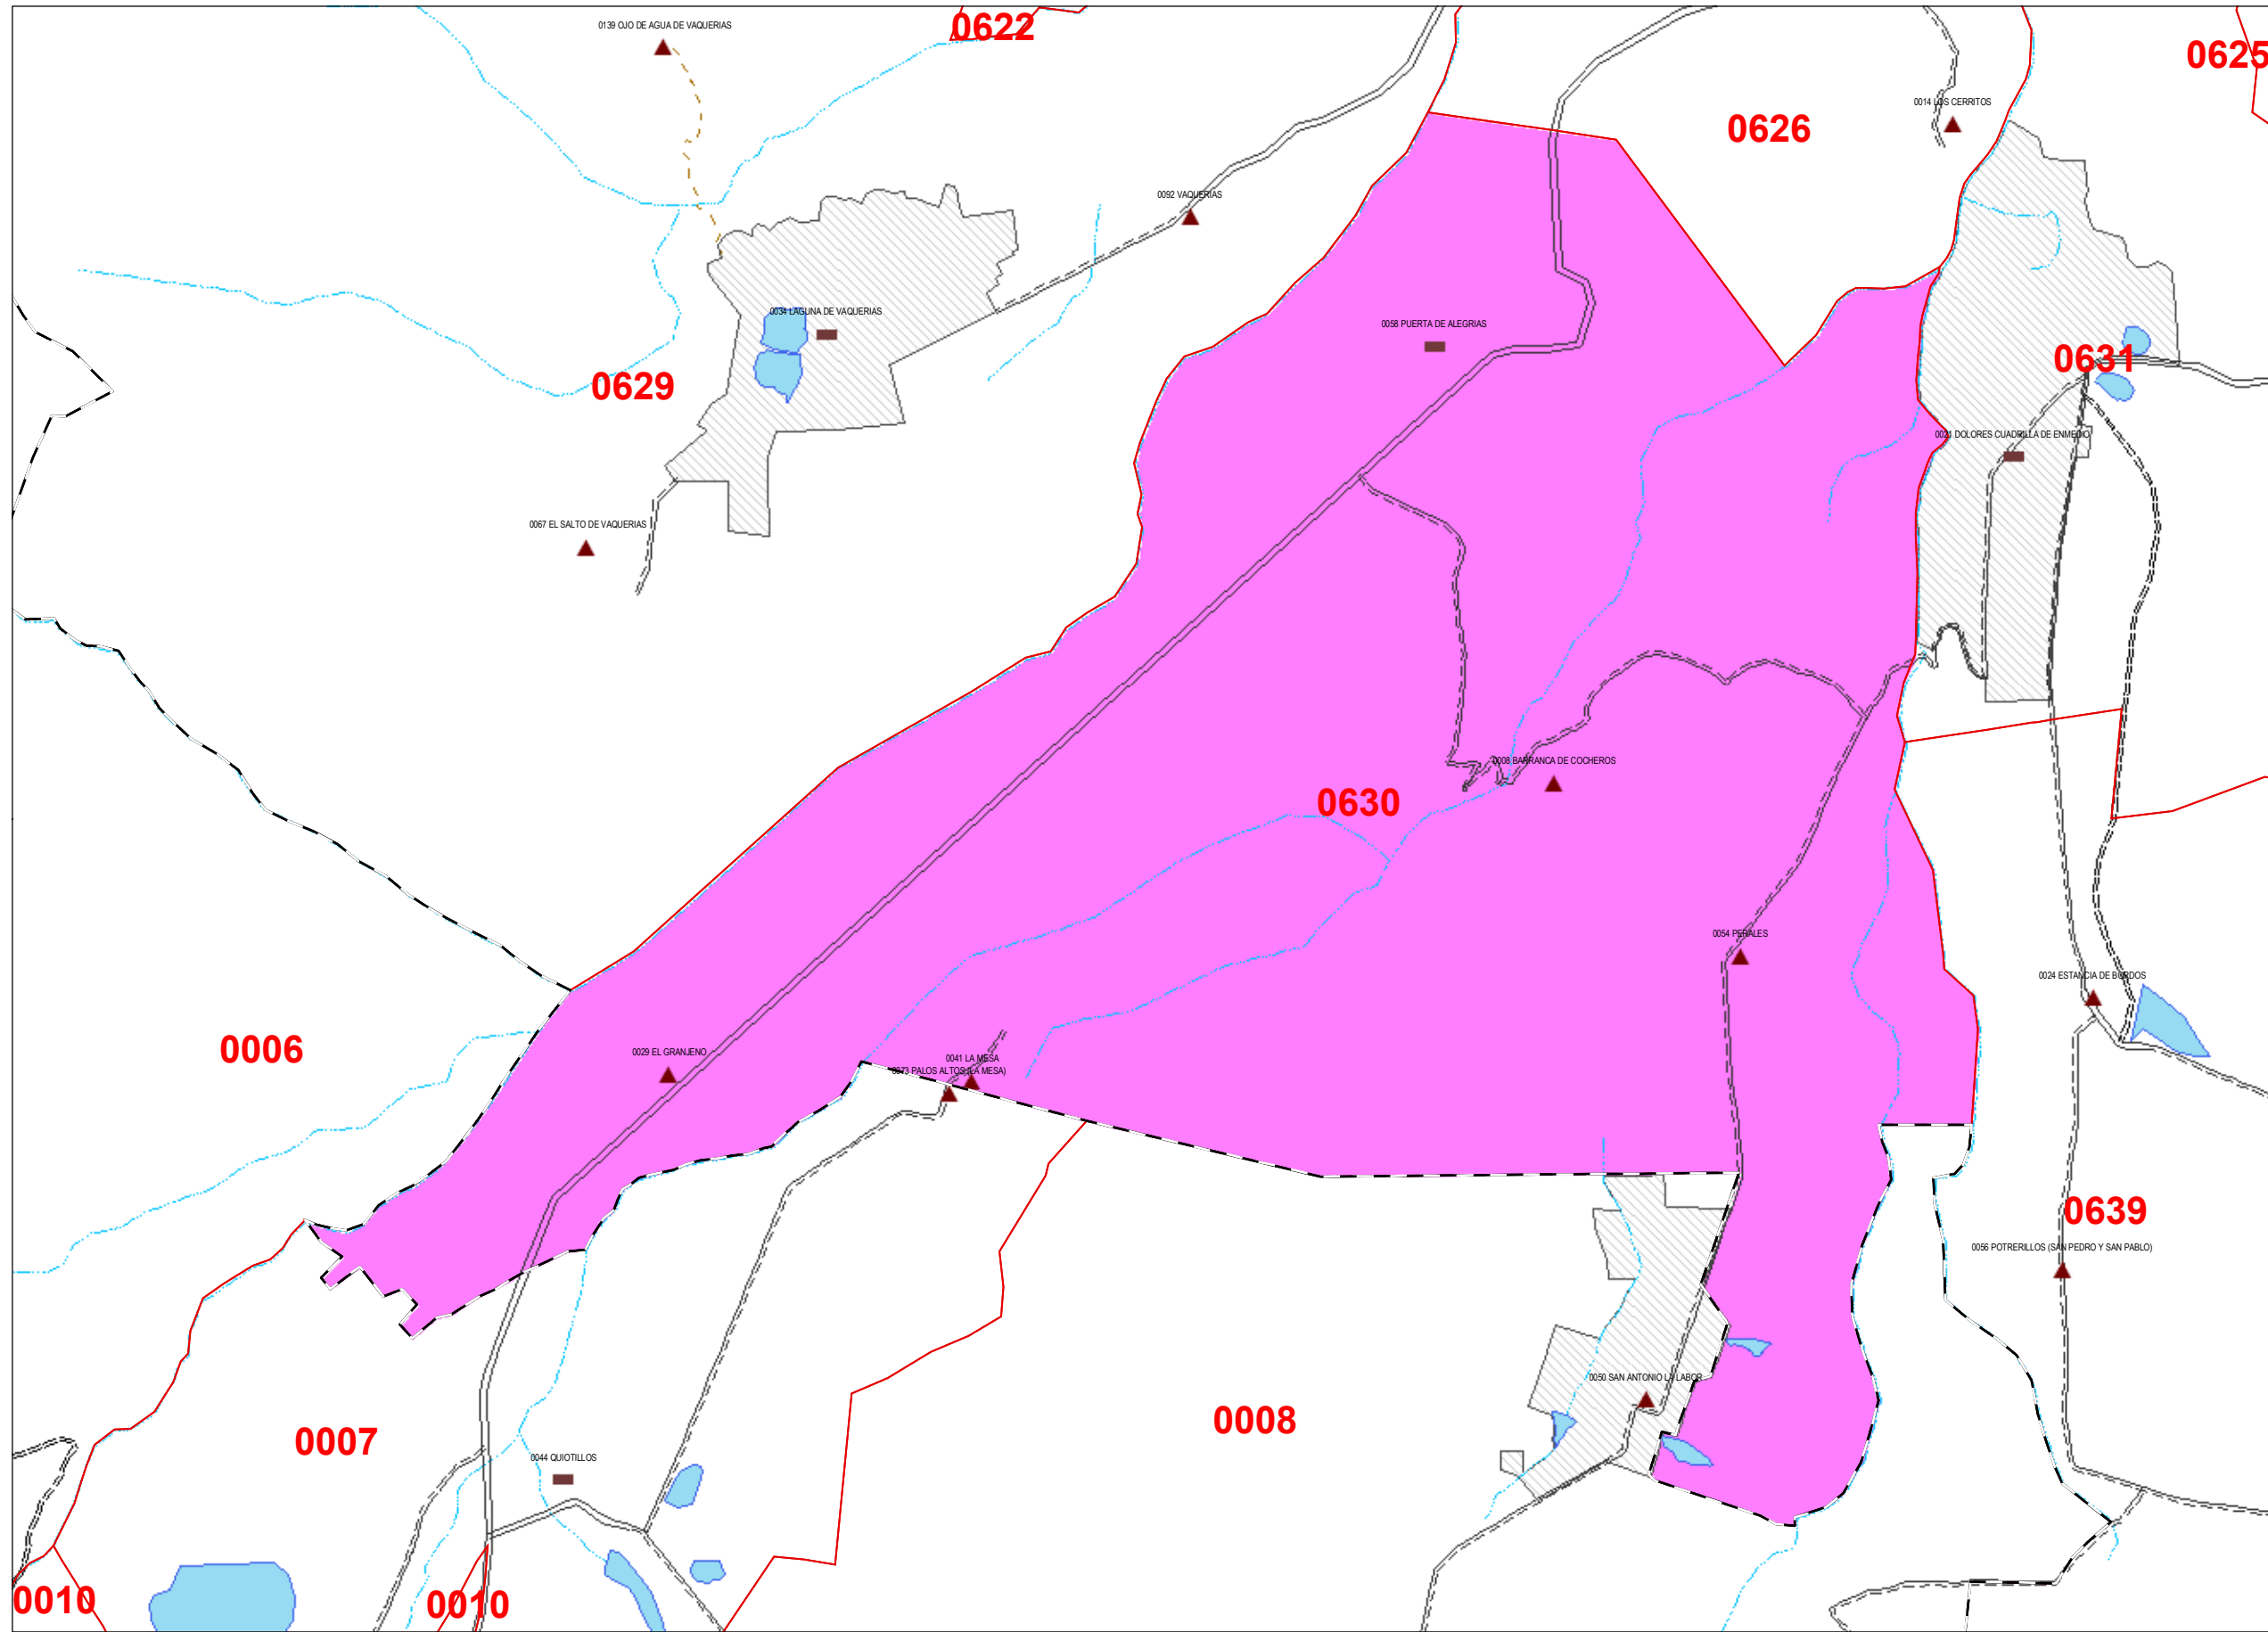 0139 OJO DE AGUA DE VAQUERIAS
0622
0625
0014 LOS CERRITOS
0626
0092 VAQUERIAS
0034 LAGUNA DE VAQUERIAS
0058 PUERTA DE ALEGRIAS
0631
0629
0021 DOLORES CUADRILLA DE ENMEDIO
0067 EL SALTO DE VAQUERIAS
0008 BARRANCA DE COCHEROS
0630
0054 PERALES
0024 ESTANCIA DE BORDOS
0006
0029 EL GRANJENO
0041 LA MESA
0073 PALOS ALTOS (LA MESA)
0639
0056 POTRERILLOS (SAN PEDRO Y SAN PABLO)
0050 SAN ANTONIO LA LABOR
0008
0007
0044 QUIOTILLOS
0010
0010